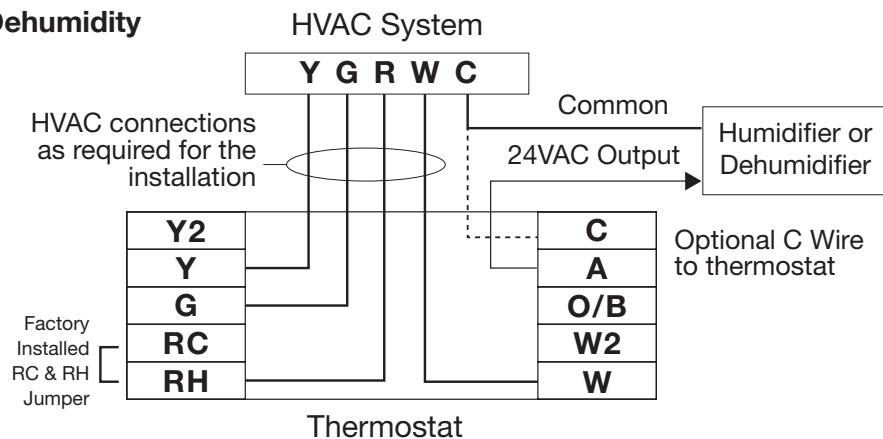 Dehumidity
HVAC System
Y G R W C
Common
HVAC connections
as required for the
installation
24VAC Output
Humidifier or
Dehumidifier
Y2
Y
G
RC
RH
C
A
O/B
W2
W
Optional C Wire
to thermostat
Factory
Installed
RC & RH
Jumper
Thermostat